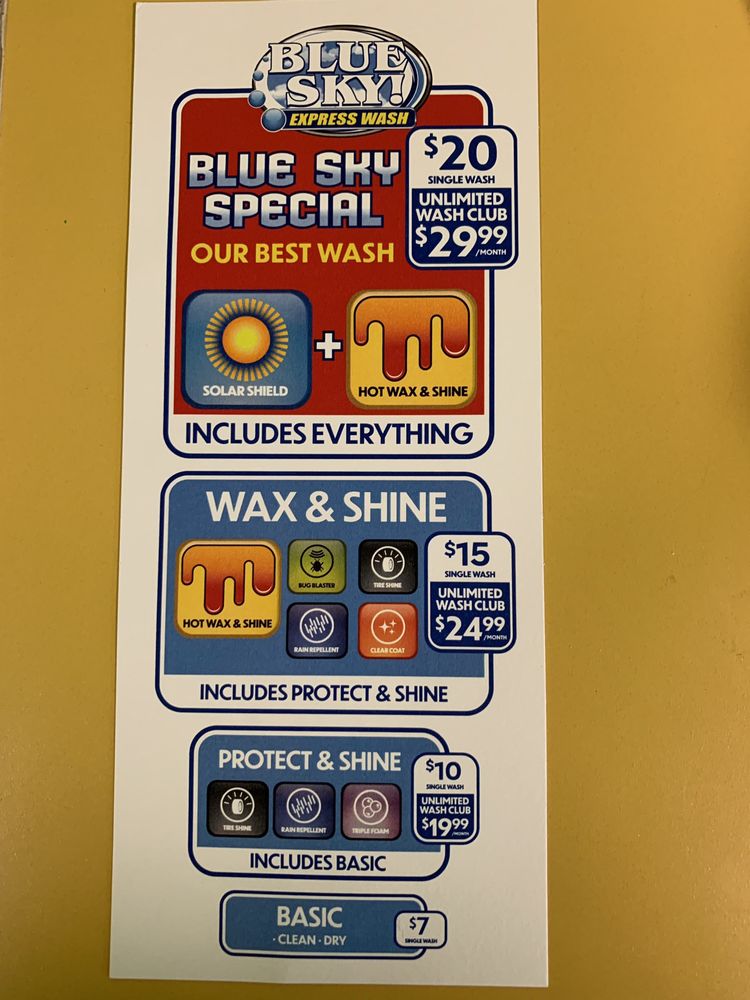 BLUE
SKY!
EXPRESS WASH
BLUE SKY
SPECIAL
OUR BEST WASH
$20
SINGLE WASH
UNLIMITED
WASH CLUB
$29.99
/MONTH
SOLAR SHIELD
+
HOT WAX & SHINE
INCLUDES EVERYTHING
WAX & SHINE
HOT WAX & SHINE
BUG BLASTER
TIRE SHINE
RAIN REPELLENT
CLEAR COAT
$15
SINGLE WASH
UNLIMITED
WASH CLUB
$24.99
/MONTH
INCLUDES PROTECT & SHINE
PROTECT & SHINE
TIRE SHINE
RAIN REPELLENT
TRIPLE FOAM
$10
SINGLE WASH
UNLIMITED
WASH CLUB
$19.99
/MONTH
INCLUDES BASIC
BASIC
· CLEAN · DRY
$7
SINGLE WASH